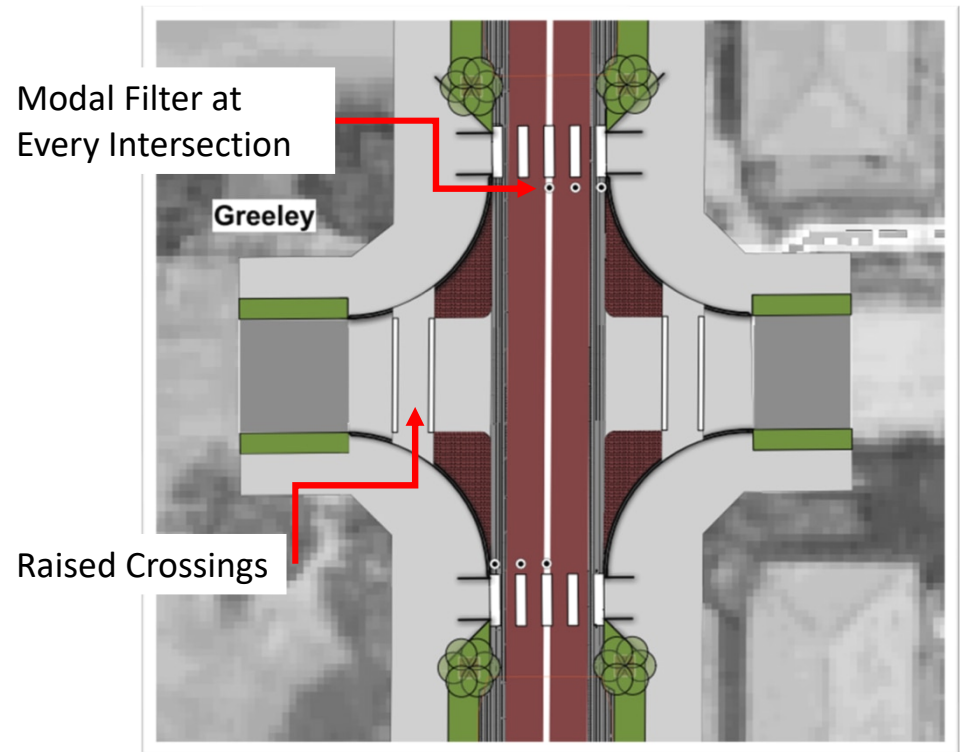 Modal Filter at
Every Intersection
Greeley
Raised Crossings